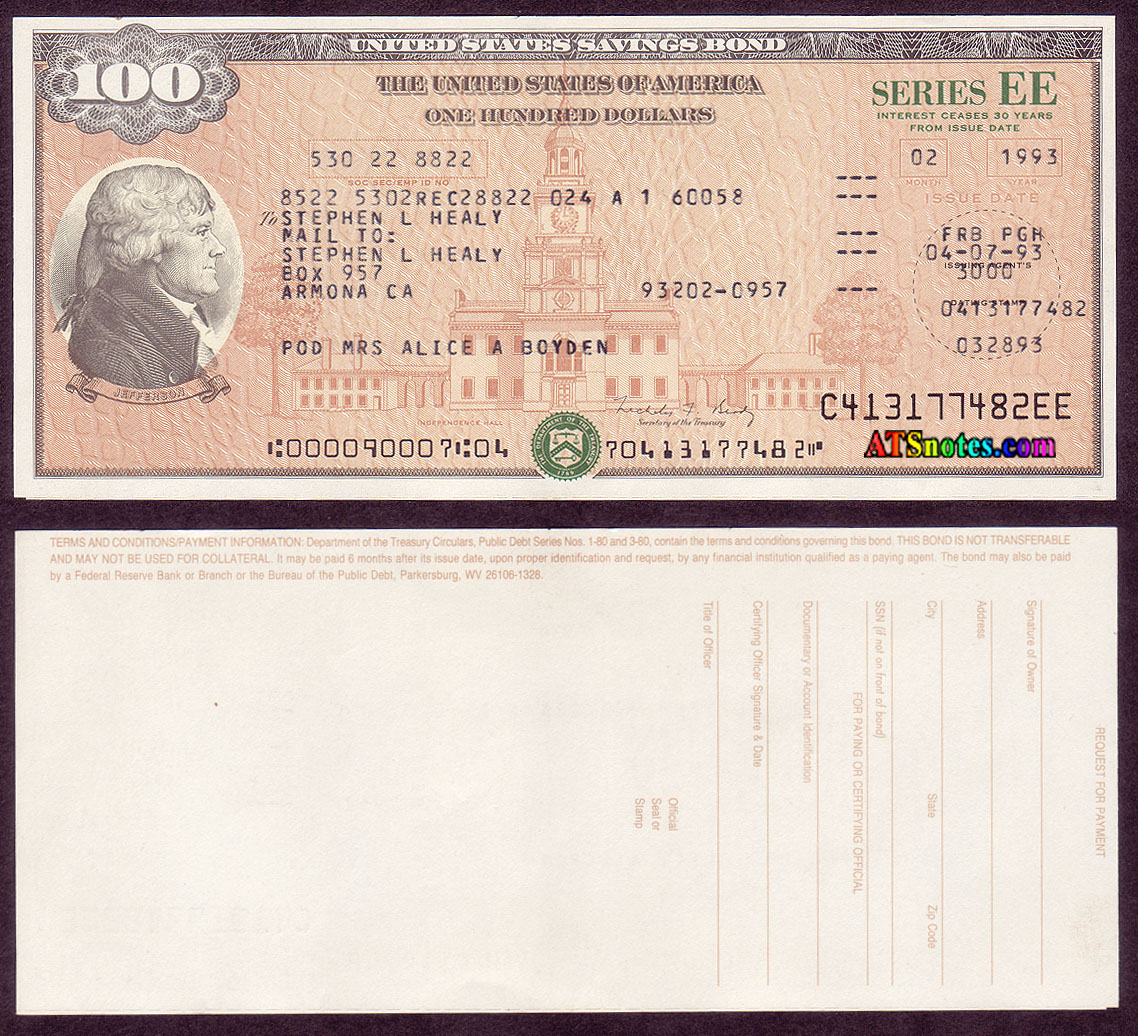 UNITED STATES SAVINGS BOND
100
THE UNITED STATES OF AMERICA
ONE HUNDRED DOLLARS
SERIES EE
INTEREST CEASES 30 YEARS
FROM ISSUE DATE
530 22 8822
SOC SEC/EMP ID NO
02 1993
MONTH YEAR
ISSUE DATE
8522 5302REC28822 024 A 1 60058
To STEPHEN L HEALY
MAIL TO:
STEPHEN L HEALY
BOX 957
ARMONA CA 93202-0957
FRB PGH
04-07-93
ISSUING AGENT'S
3000
DATING STAMP
0413177482
032893
POD MRS ALICE A BOYDEN
JEFFERSON
INDEPENDENCE HALL
Secretary of the Treasury
C413177482EE
⑆000090007⑆04 70413177482⑈
ATSnotes.com
TERMS AND CONDITIONS/PAYMENT INFORMATION: Department of the Treasury Circulars, Public Debt Series Nos. 1-80 and 3-80, contain the terms and conditions governing this bond. THIS BOND IS NOT TRANSFERABLE
AND MAY NOT BE USED FOR COLLATERAL. It may be paid 6 months after its issue date, upon proper identification and request, by any financial institution qualified as a paying agent. The bond may also be paid
by a Federal Reserve Bank or Branch or the Bureau of the Public Debt, Parkersburg, WV 26106-1328.
REQUEST FOR PAYMENT
Signature of Owner
Address
City State Zip Code
SSN (if not on front of bond)
FOR PAYING OR CERTIFYING OFFICIAL
Documentary or Account Identification
Certifying Officer Signature & Date
Title of Officer
Official
Seal or
Stamp